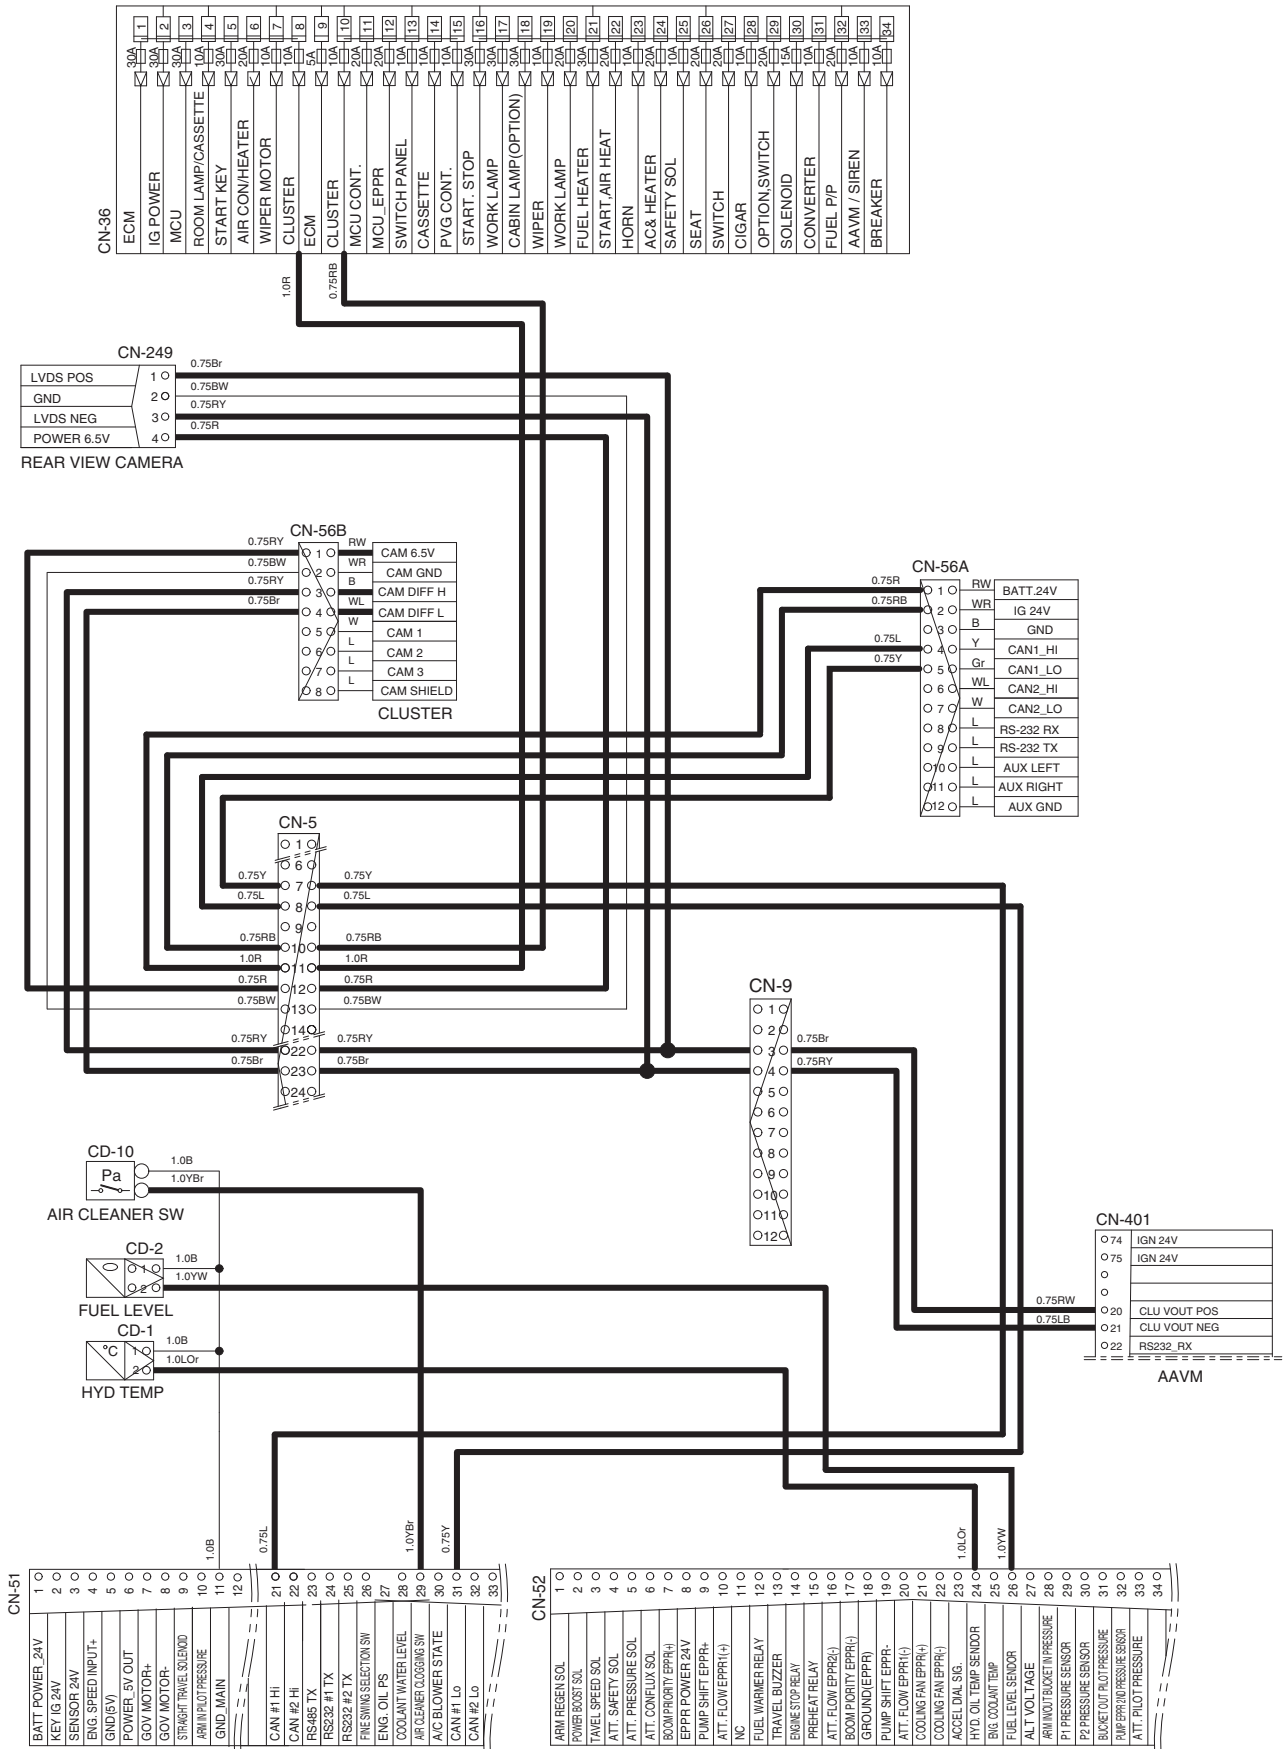 CN-36
1 2 3 4 5 6 7 8 9 10 11 12 13 14 15 16 17 18 19 20 21 22 23 24 25 26 27 28 29 30 31 32 33 34
30A 30A 30A 10A 30A 20A 10A 10A 5A 10A 20A 20A 10A 10A 10A 30A 30A 10A 10A 20A 30A 20A 10A 20A 10A 20A 20A 10A 20A 15A 10A 20A 10A 10A
ECM
IG POWER
MCU
ROOM LAMP/CASSETTE
START KEY
AIR CON/HEATER
WIPER MOTOR
CLUSTER
ECM
CLUSTER
MCU CONT.
MCU_EPPR
SWITCH PANEL
CASSETTE
PVG CONT.
START. STOP
WORK LAMP
CABIN LAMP(OPTION)
WIPER
WORK LAMP
FUEL HEATER
START,AIR HEAT
HORN
AC& HEATER
SAFETY SOL
SEAT
SWITCH
CIGAR
OPTION,SWITCH
SOLENOID
CONVERTER
FUEL P/P
AAVM / SIREN
BREAKER
1.0R
0.75RB
CN-249
LVDS POS 1 0.75Br
GND 2 0.75BW
LVDS NEG 3 0.75RY
POWER 6.5V 4 0.75R
REAR VIEW CAMERA
CN-56B
0.75RY 1 RW CAM 6.5V
0.75BW 2 WR CAM GND
0.75RY 3 B CAM DIFF H
0.75Br 4 WL CAM DIFF L
5 W CAM 1
6 L CAM 2
7 L CAM 3
8 L CAM SHIELD
CLUSTER
CN-56A
0.75R 1 RW BATT.24V
0.75RB 2 WR IG 24V
3 B GND
0.75L 4 Y CAN1_HI
0.75Y 5 Gr CAN1_LO
6 WL CAN2_HI
7 W CAN2_LO
8 L RS-232 RX
9 L RS-232 TX
10 L AUX LEFT
11 L AUX RIGHT
12 L AUX GND
CN-5
1
6
0.75Y 7 0.75Y
0.75L 8 0.75L
9
0.75RB 10 0.75RB
1.0R 11 1.0R
0.75R 12 0.75R
0.75BW 13 0.75BW
14
0.75RY 22 0.75RY
0.75Br 23 0.75Br
24
CN-9
1
2
3 0.75Br
4 0.75RY
5
6
7
8
9
10
11
12
CD-10
Pa
1.0B
1.0YBr
AIR CLEANER SW
CD-2
1 1.0B
2 1.0YW
FUEL LEVEL
CD-1
°C
1 1.0B
2 1.0LOr
HYD TEMP
CN-401
74 IGN 24V
75 IGN 24V
0.75RW 20 CLU VOUT POS
0.75LB 21 CLU VOUT NEG
22 RS232_RX
AAVM
1.0B
0.75L
1.0YBr
0.75Y
1.0LOr
1.0YW
CN-51
1 BATT POWER_24V
2 KEY IG 24V
3 SENSOR 24V
4 ENG. SPEED INPUT+
5 GND(5V)
6 POWER_5V OUT
7 GOV MOTOR+
8 GOV MOTOR-
9 STRAIGHT TRAVEL SOLENOID
10 ARM IN PILOT PRESSURE
11 GND_MAIN
12
21 CAN #1 Hi
22 CAN #2 Hi
23 RS485 TX
24 RS232 #1 TX
25 RS232 #2 TX
26 FINE SWING SELECTION SW
27 ENG. OIL PS
28 COOLANT WATER LEVEL
29 AIR CLEANER CLOGGING SW
30 A/C BLOWER STATE
31 CAN #1 Lo
32 CAN #2 Lo
33
CN-52
1 ARM REGEN SOL
2 POWER BOOST SOL
3 TAVEL SPEED SOL
4 ATT. SAFETY SOL
5 ATT. PRESSURE SOL
6 ATT. CONFLUX SOL
7 BOOM PRIORITY EPPR(+)
8 EPPR POWER 24V
9 PUMP SHIFT EPPR+
10 ATT. FLOW EPR1(+)
11 NC
12 FUEL WARMER RELAY
13 TRAVEL BUZZER
14 ENGINE STOP RELAY
15 PREHEAT RELAY
16 ATT. FLOW EPPR2(-)
17 BOOM PIORITY EPPR(-)
18 GROUND(EPPR)
19 PUMP SHIFT EPPR-
20 ATT. FLOW EPPR1(-)
21 COOLING FAN EPPR(+)
22 COOLING FAN EPPR(-)
23 ACCEL DIAL SIG.
24 HYD. OIL TEMP SENDOR
25 ENG. COOLANT TEMP
26 FUEL LEVEL SENDOR
27 ALT VOLTAGE
28 ARM IN/OUT BUCKET IN PRESSURE
29 P1 PRESSURE SENSOR
30 P2 PRESSURE SENSOR
31 BUCKET OUT PILOT PRESSURE
32 PUMP EPPR 2ND PRESSURE SENSOR
33 ATT. PILOT PRESSURE
34